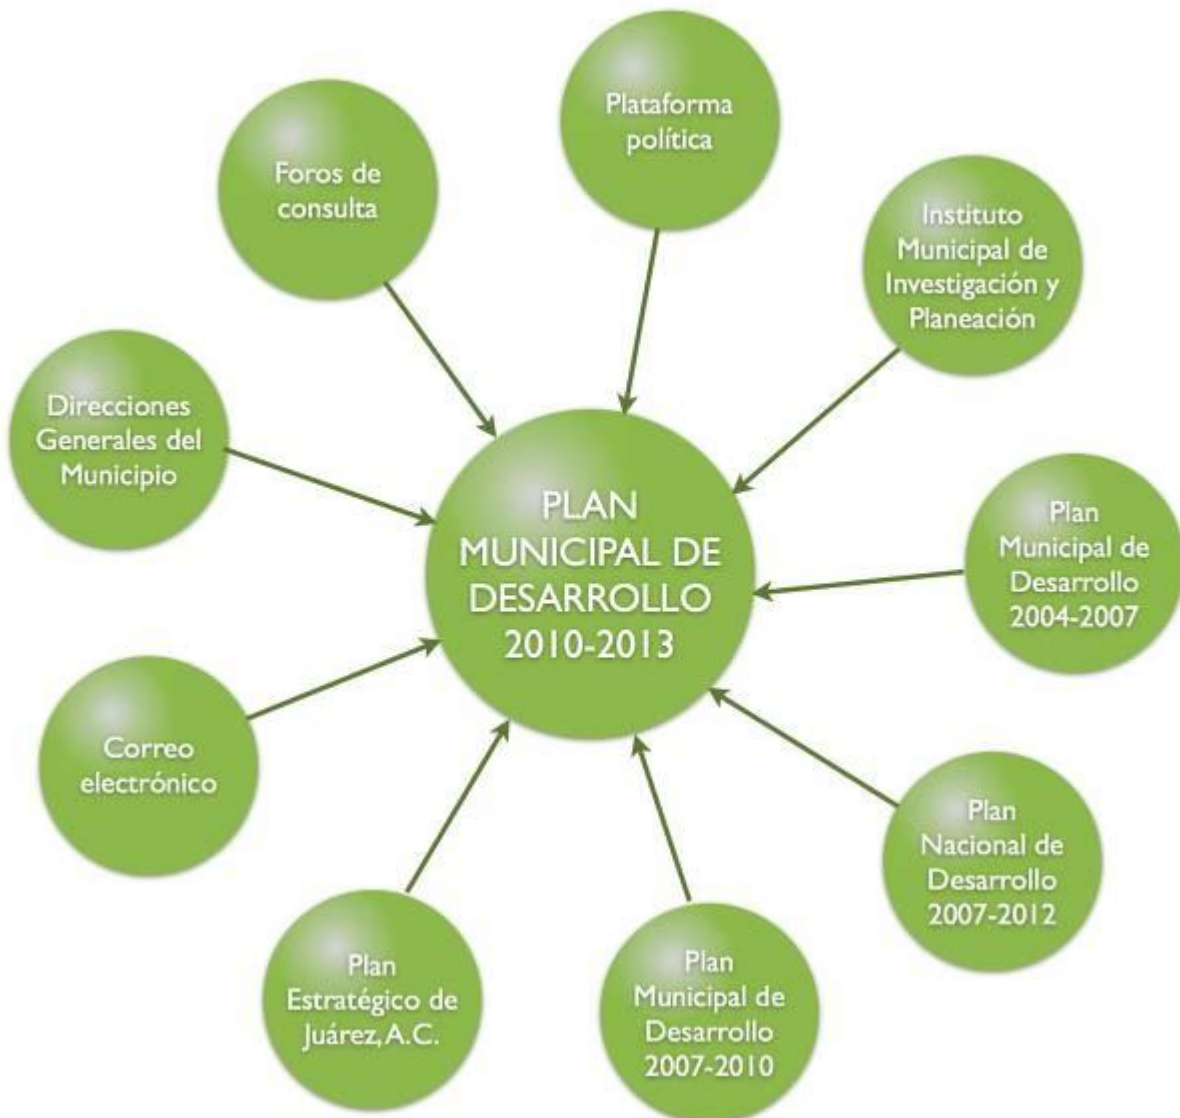 Plataforma
política
Foros de
consulta
Instituto
Municipal de
Investigación y
Planeación
Direcciones
Generales del
Municipio
PLAN
MUNICIPAL DE
DESARROLLO
2010-2013
Plan
Municipal de
Desarrollo
2004-2007
Correo
electrónico
Plan
Nacional de
Desarrollo
2007-2012
Plan
Estratégico de
Juárez, A.C.
Plan
Municipal de
Desarrollo
2007-2010